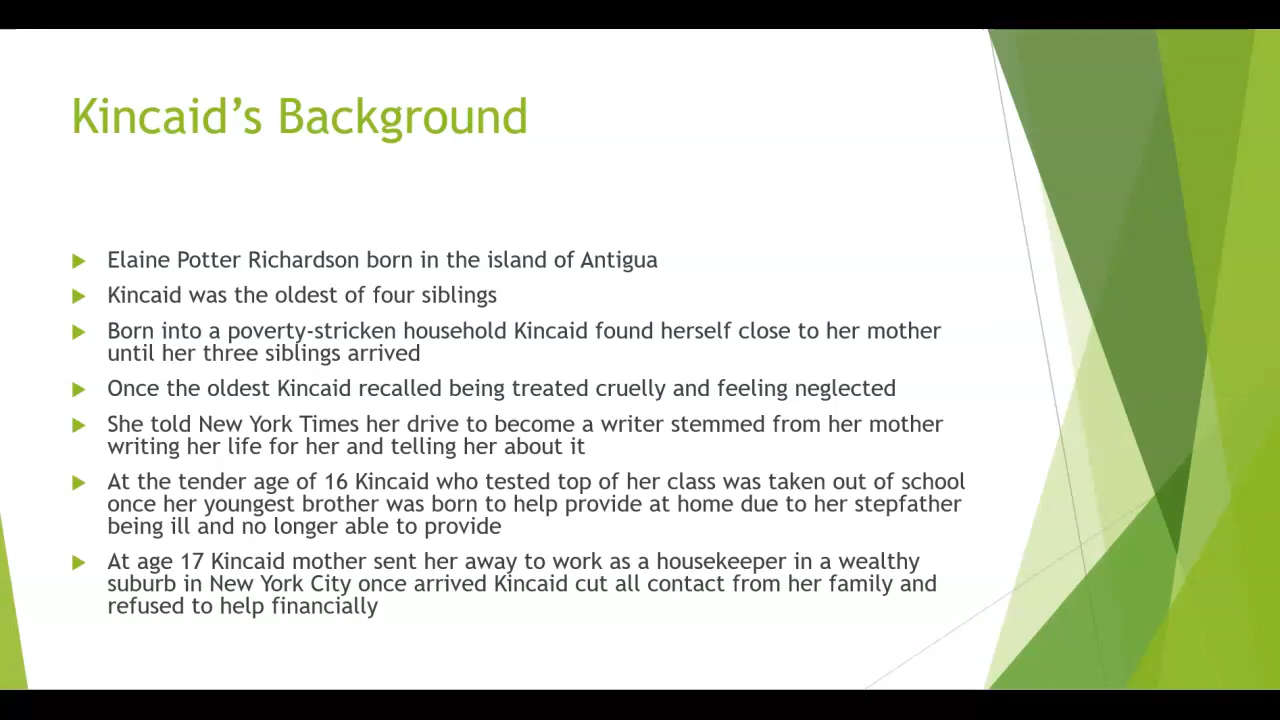 Kincaid’s Background
Elaine Potter Richardson born in the island of Antigua
Kincaid was the oldest of four siblings
Born into a poverty-stricken household Kincaid found herself close to her mother
until her three siblings arrived
Once the oldest Kincaid recalled being treated cruelly and feeling neglected
She told New York Times her drive to become a writer stemmed from her mother
writing her life for her and telling her about it
At the tender age of 16 Kincaid who tested top of her class was taken out of school
once her youngest brother was born to help provide at home due to her stepfather
being ill and no longer able to provide
At age 17 Kincaid mother sent her away to work as a housekeeper in a wealthy
suburb in New York City once arrived Kincaid cut all contact from her family and
refused to help financially